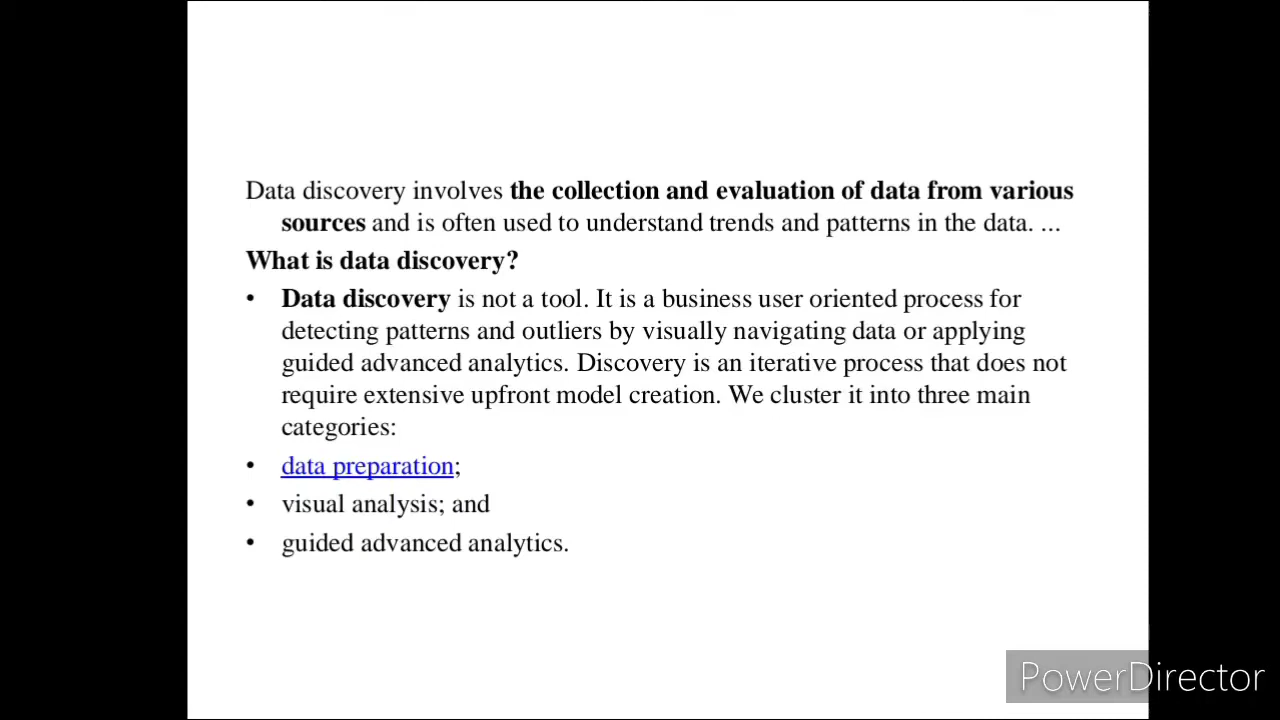 Data discovery involves the collection and evaluation of data from various
sources and is often used to understand trends and patterns in the data. ...
What is data discovery?
• Data discovery is not a tool. It is a business user oriented process for
detecting patterns and outliers by visually navigating data or applying
guided advanced analytics. Discovery is an iterative process that does not
require extensive upfront model creation. We cluster it into three main
categories:
• data preparation;
• visual analysis; and
• guided advanced analytics.
PowerDirector